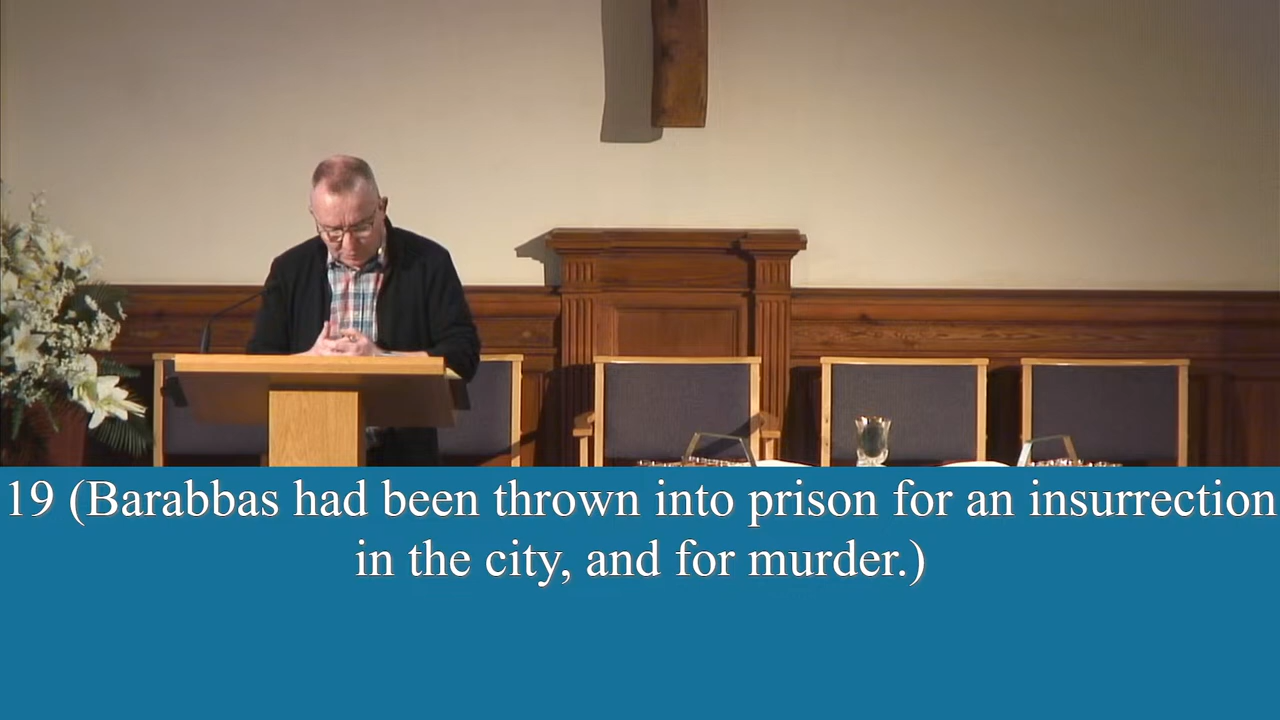 19 (Barabbas had been thrown into prison for an insurrection
in the city, and for murder.)